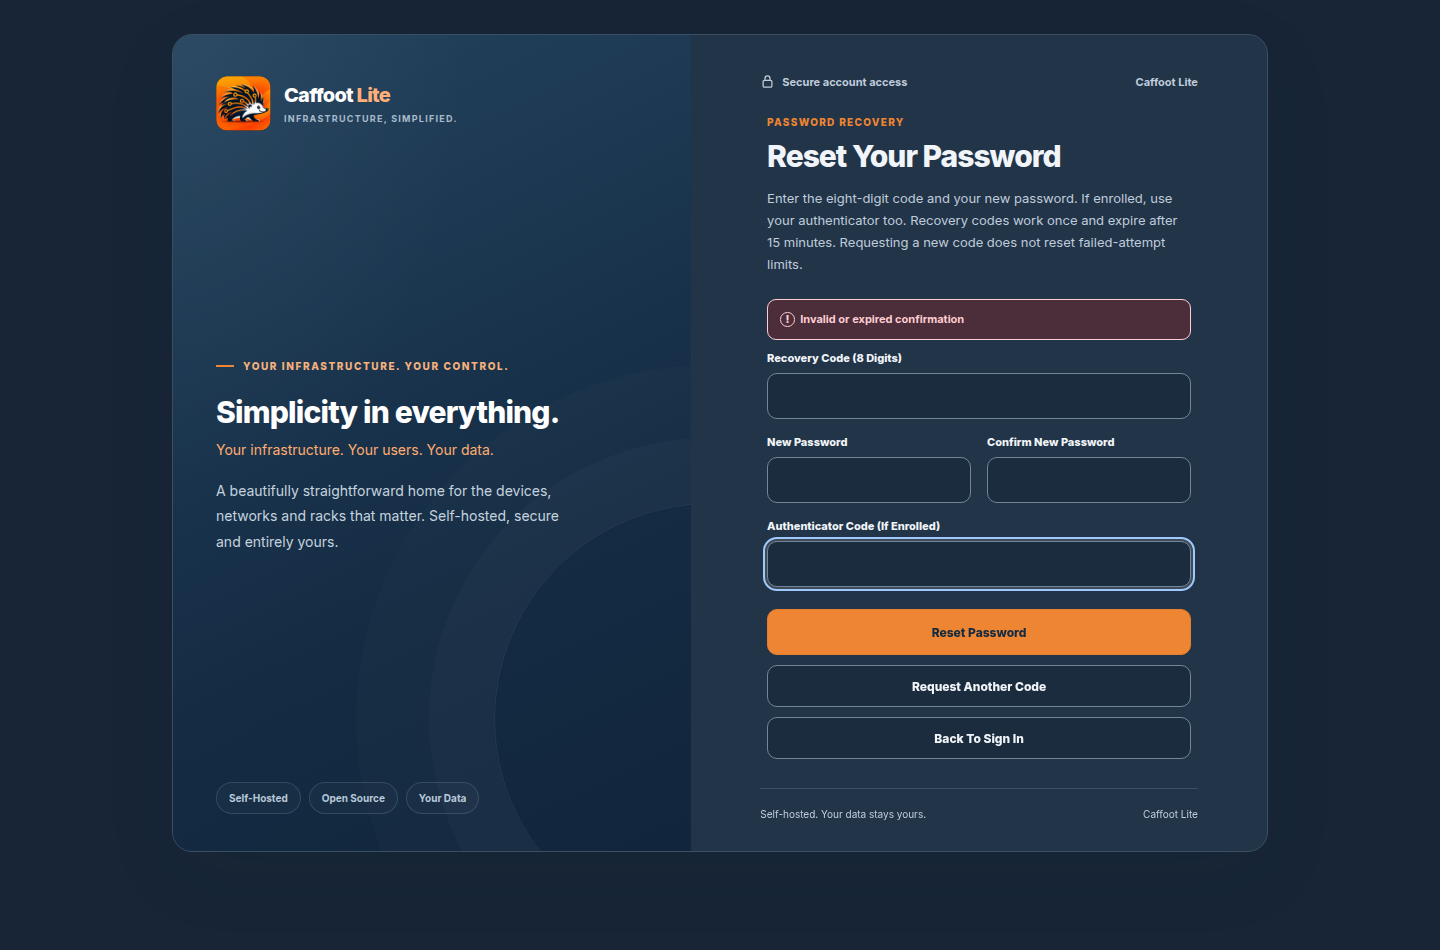 Caffoot Lite
INFRASTRUCTURE, SIMPLIFIED.
YOUR INFRASTRUCTURE. YOUR CONTROL.
Simplicity in everything.
Your infrastructure. Your users. Your data.
A beautifully straightforward home for the devices,
networks and racks that matter. Self-hosted, secure
and entirely yours.
Self-Hosted
Open Source
Your Data
Secure account access
Caffoot Lite
PASSWORD RECOVERY
Reset Your Password
Enter the eight-digit code and your new password. If enrolled, use
your authenticator too. Recovery codes work once and expire after
15 minutes. Requesting a new code does not reset failed-attempt
limits.
Invalid or expired confirmation
Recovery Code (8 Digits)
New Password
Confirm New Password
Authenticator Code (If Enrolled)
Reset Password
Request Another Code
Back To Sign In
Self-hosted. Your data stays yours.
Caffoot Lite